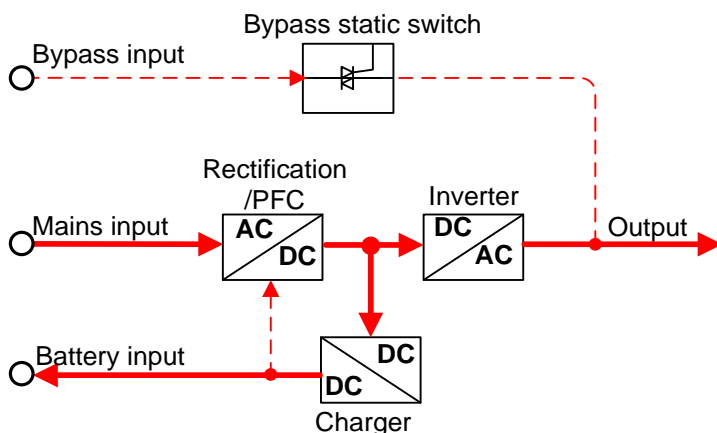 Bypass static switch
Bypass input
Rectification
/PFC
Inverter
Mains input
AC
DC
DC
AC
Output
Battery input
DC
DC
Charger